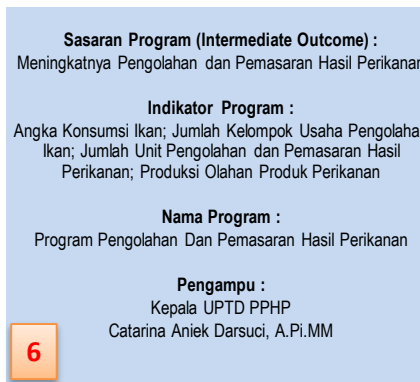 Sasaran Program (Intermediate Outcome) :
Meningkatnya Pengolahan dan Pemasaran Hasil Perikanan
Indikator Program :
Angka Konsumsi Ikan; Jumlah Kelompok Usaha Pengolaha
Ikan; Jumlah Unit Pengolahan dan Pemasaran Hasil
Perikanan; Produksi Olahan Produk Perikanan
Nama Program :
Program Pengolahan Dan Pemasaran Hasil Perikanan
Pengampu :
Kepala UPTD PPHP
Catarina Aniek Darsuci, A.Pi.MM
6